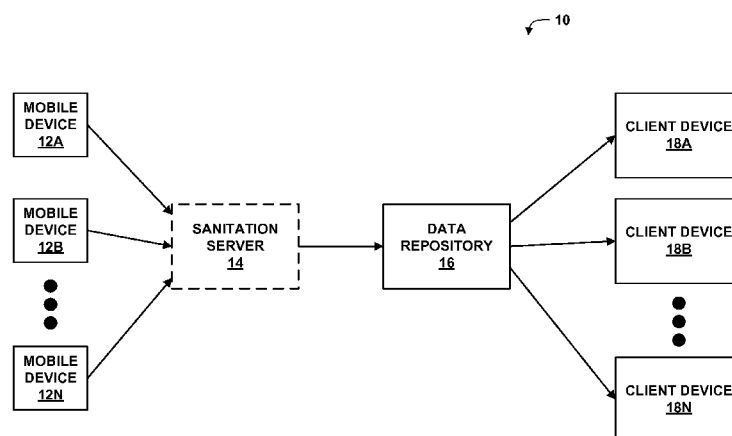 10
MOBILE
DEVICE
12A
MOBILE
DEVICE
12B
MOBILE
DEVICE
12N
SANITATION
SERVER
14
DATA
REPOSITORY
16
CLIENT DEVICE
18A
CLIENT DEVICE
18B
CLIENT DEVICE
18N